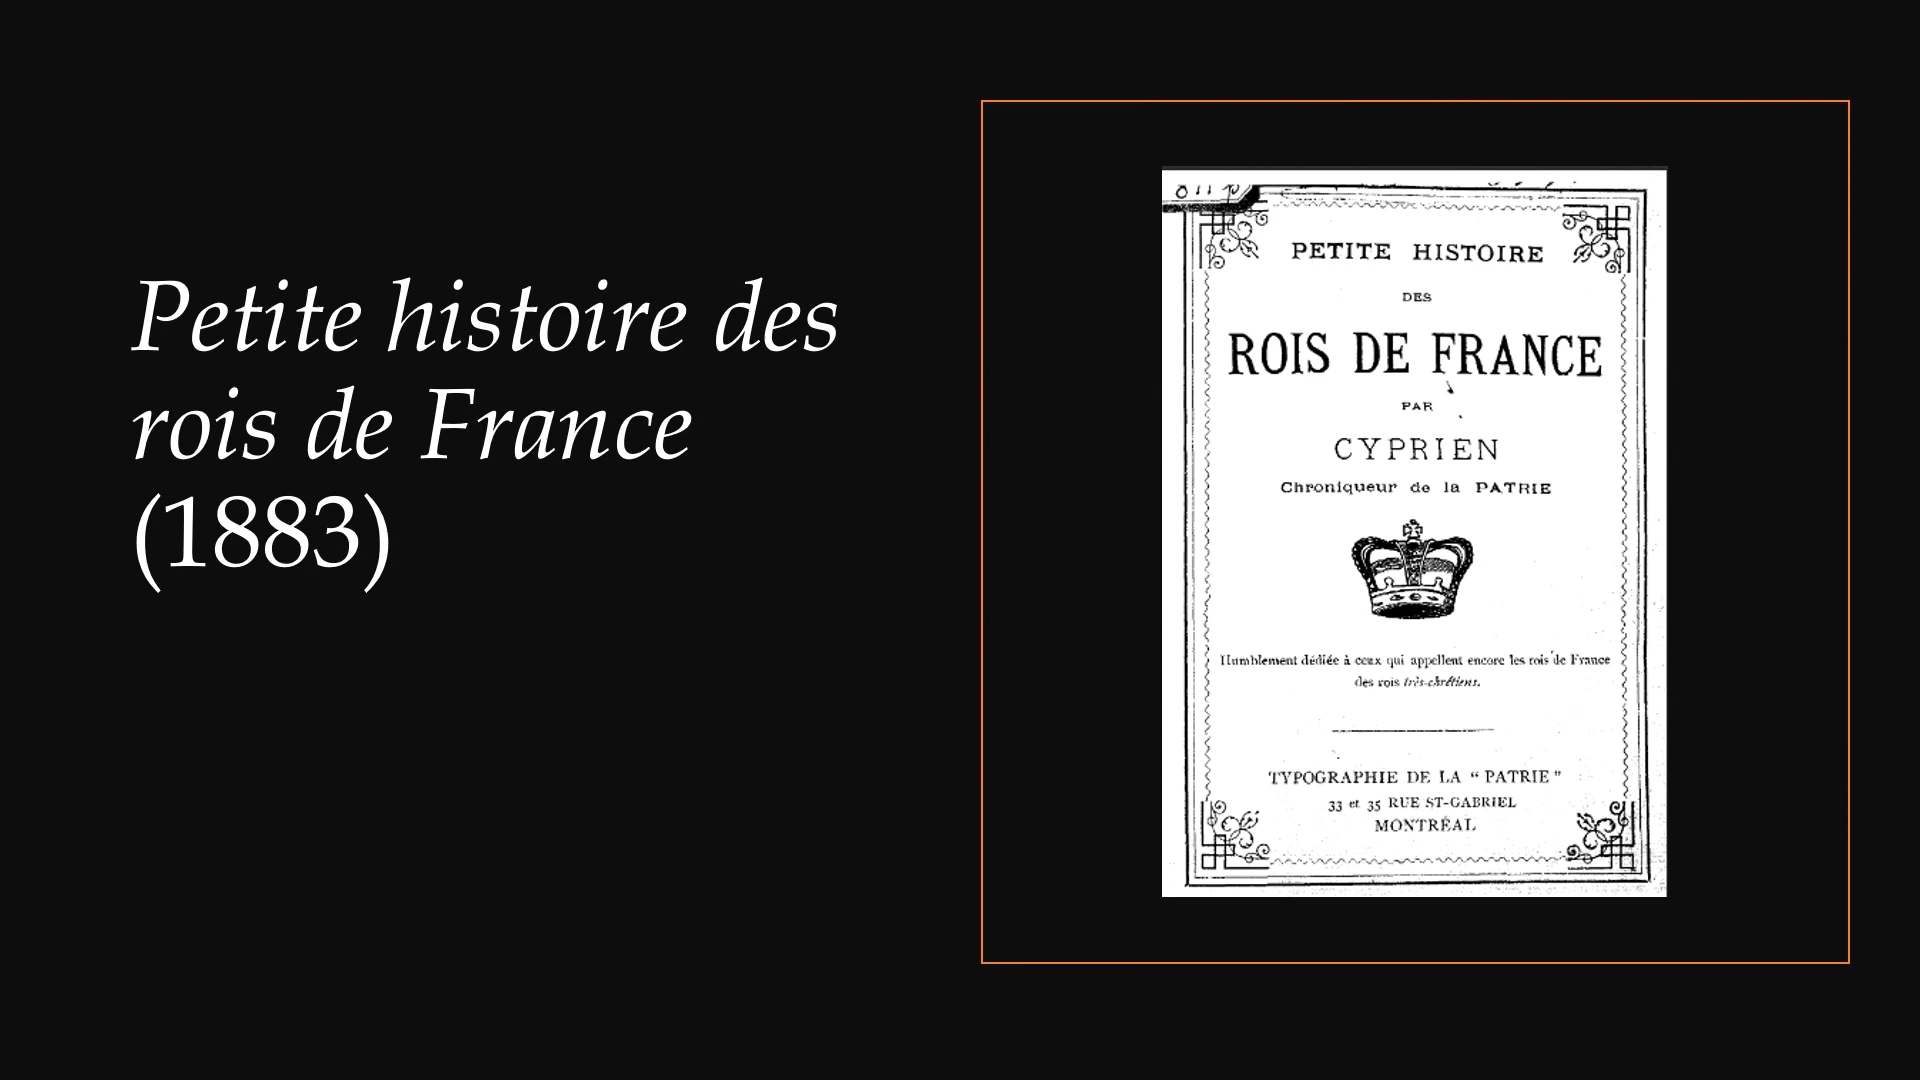 Petite histoire des
rois de France
(1883)
PETITE HISTOIRE
DES
ROIS DE FRANCE
PAR
CYPRIEN
Chroniqueur de la PATRIE
Humblement dédiée à ceux qui appellent encore les rois de France
des rois très-chrétiens.
TYPOGRAPHIE DE LA “ PATRIE ”
33 et 35 RUE ST-GABRIEL
MONTRÉAL